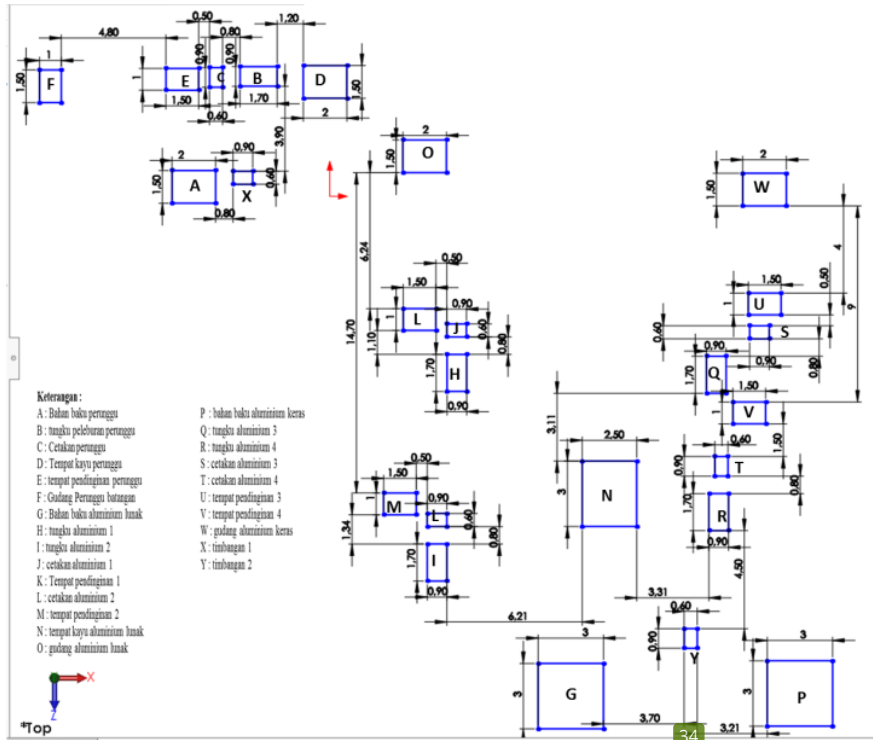 1,20
0,50
0,80
4,80
1
1,50
F
1
E
1,50
0,90
C
0,60
0,90
B
1,70
D
1,50
2
3,90
2
1,50
A
0,80
0,90
X
0,60
2
1,50
O
2
1,50
W
14,70
6,24
0,50
1,50
1
L
1,10
0,90
J
0,60
0,80
1,70
H
0,90
4
9
1,50
1
U
0,50
0,60
S
0,90
0,80
0,90
1,70
Q
1,50
1
V
1,50
0,60
0,90
T
0,80
1,70
R
0,90
4,50
3,11
2,50
3
N
3,31
0,50
1,50
1
M
1,34
0,90
L
0,60
0,80
1,70
I
0,90
6,21
0,60
0,90
Y
3
3
G
3,70
34
3,21
3
3
P
Keterangan :
A : Bahan baku perunggu
B : tungku peleburan perunggu
C : Cetakan perunggu
D : Tempat kayu perunggu
E : tempat pendinginan perunggu
F : Gudang Perunggu batangan
G : Bahan baku aluminium lunak
H : tungku aluminium 1
I : tungku aluminium 2
J : cetakan aluminium 1
K : Tempat pendinginan 1
L : cetakan aluminium 2
M : tempat pendinginan 2
N : tempat kayu aluminium lunak
O : gudang aluminium lunak
P : bahan baku aluminium keras
Q : tungku aluminium 3
R : tungku aluminium 4
S : cetakan aluminium 3
T : cetakan aluminium 4
U : tempat pendinginan 3
V : tempat pendinginan 4
W : gudang aluminium keras
X : timbangan 1
Y : timbangan 2
X
Z
*Top